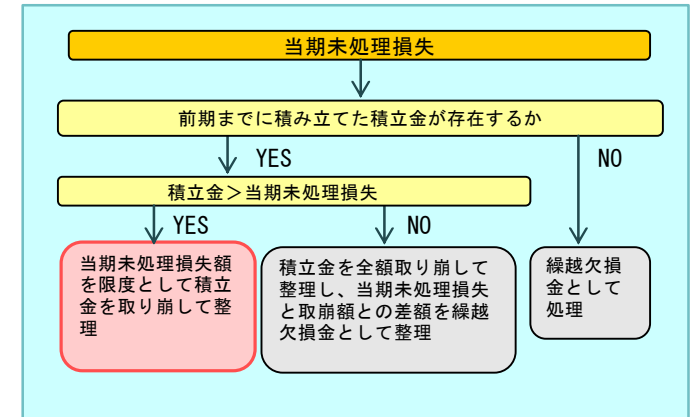 当期未処理損失
前期までに積み立てた積立金が存在するか
YES
NO
積立金＞当期未処理損失
YES
NO
当期未処理損失額
を限度として積立
金を取り崩して整
理
積立金を全額取り崩して
整理し、当期未処理損失
と取崩額との差額を繰越
欠損金として整理
繰越欠損
金として
処理